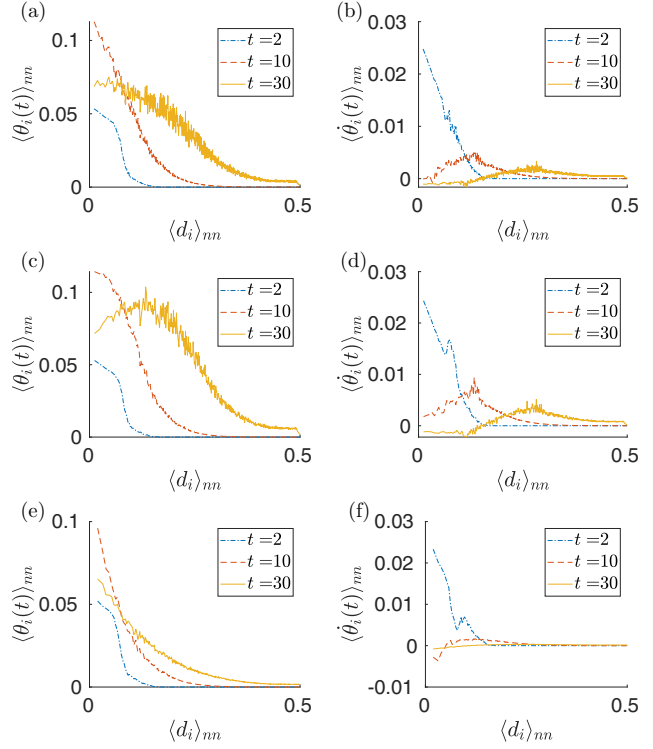 (a)
0.1
0.05
0
0
0.5
⟨θᵢ(t)⟩ₙₙ
⟨dᵢ⟩ₙₙ
t = 2
t = 10
t = 30
(b)
0.03
0.02
0.01
0
0
0.5
⟨θ̇ᵢ(t)⟩ₙₙ
⟨dᵢ⟩ₙₙ
t = 2
t = 10
t = 30
(c)
0.1
0.05
0
0
0.5
⟨θᵢ(t)⟩ₙₙ
⟨dᵢ⟩ₙₙ
t = 2
t = 10
t = 30
(d)
0.03
0.02
0.01
0
0
0.5
⟨θ̇ᵢ(t)⟩ₙₙ
⟨dᵢ⟩ₙₙ
t = 2
t = 10
t = 30
(e)
0.1
0.05
0
0
0.5
⟨θᵢ(t)⟩ₙₙ
⟨dᵢ⟩ₙₙ
t = 2
t = 10
t = 30
(f)
0.03
0.02
0.01
0
-0.01
0
0.5
⟨θ̇ᵢ(t)⟩ₙₙ
⟨dᵢ⟩ₙₙ
t = 2
t = 10
t = 30